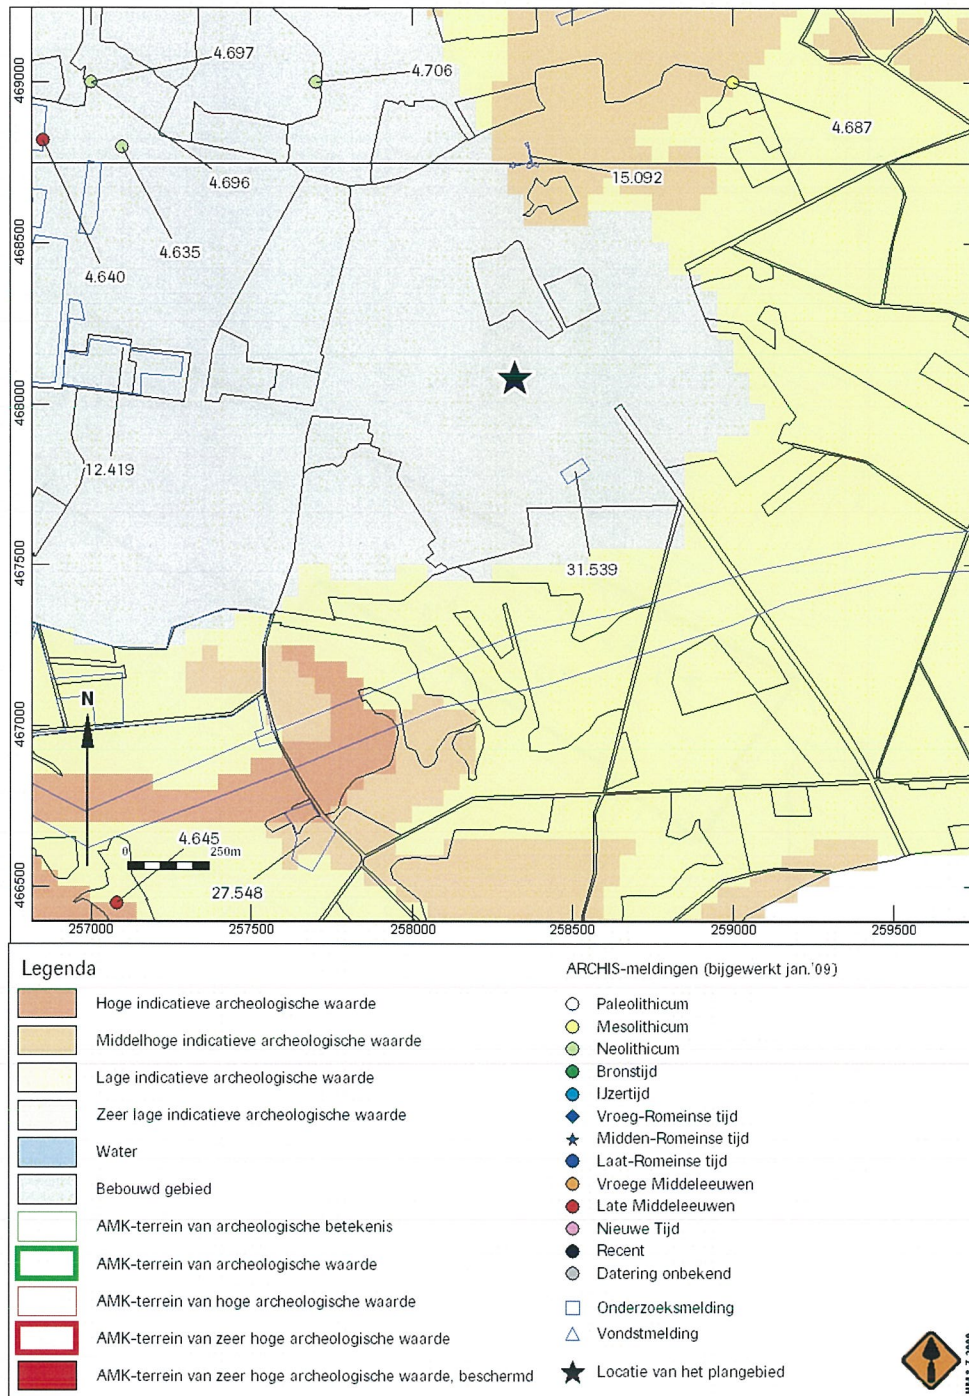 4.697
4.706
4.687
15.092
4.696
4.635
4.640
12.419
31.539
N
4.645
0 250m
27.548
469000
468500
468000
467500
467000
466500
257000 257500 258000 258500 259000 259500
Legenda
Hoge indicatieve archeologische waarde
Middelhoge indicatieve archeologische waarde
Lage indicatieve archeologische waarde
Zeer lage indicatieve archeologische waarde
Water
Bebouwd gebied
AMK-terrein van archeologische betekenis
AMK-terrein van archeologische waarde
AMK-terrein van hoge archeologische waarde
AMK-terrein van zeer hoge archeologische waarde
AMK-terrein van zeer hoge archeologische waarde, beschermd
ARCHIS-meldingen (bijgewerkt jan.'09)
Paleolithicum
Mesolithicum
Neolithicum
Bronstijd
IJzertijd
Vroeg-Romeinse tijd
Midden-Romeinse tijd
Laat-Romeinse tijd
Vroege Middeleeuwen
Late Middeleeuwen
Nieuwe Tijd
Recent
Datering onbekend
Onderzoeksmelding
Vondstmelding
Locatie van het plangebied